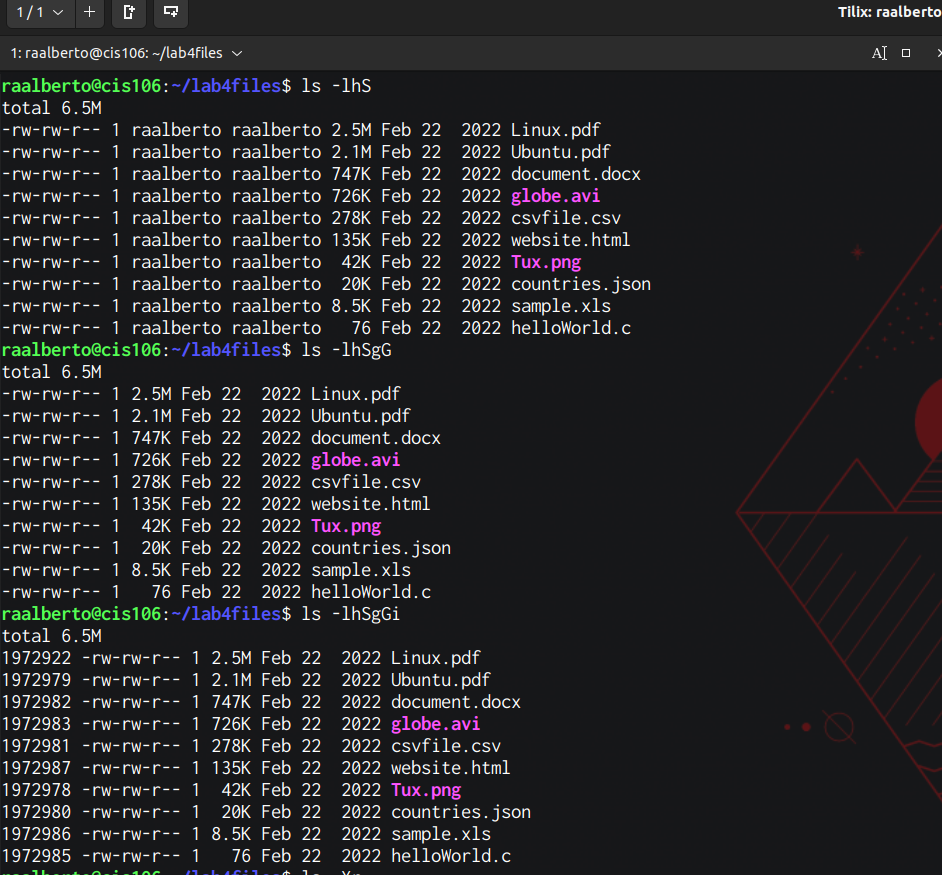 1 / 1
Tilix: raalberto
1: raalberto@cis106: ~/lab4files
raalberto@cis106:~/lab4files$ ls -lhS
total 6.5M
-rw-rw-r-- 1 raalberto raalberto 2.5M Feb 22  2022 Linux.pdf
-rw-rw-r-- 1 raalberto raalberto 2.1M Feb 22  2022 Ubuntu.pdf
-rw-rw-r-- 1 raalberto raalberto 747K Feb 22  2022 document.docx
-rw-rw-r-- 1 raalberto raalberto 726K Feb 22  2022 globe.avi
-rw-rw-r-- 1 raalberto raalberto 278K Feb 22  2022 csvfile.csv
-rw-rw-r-- 1 raalberto raalberto 135K Feb 22  2022 website.html
-rw-rw-r-- 1 raalberto raalberto  42K Feb 22  2022 Tux.png
-rw-rw-r-- 1 raalberto raalberto  20K Feb 22  2022 countries.json
-rw-rw-r-- 1 raalberto raalberto 8.5K Feb 22  2022 sample.xls
-rw-rw-r-- 1 raalberto raalberto   76 Feb 22  2022 helloWorld.c
raalberto@cis106:~/lab4files$ ls -lhSgG
total 6.5M
-rw-rw-r-- 1 2.5M Feb 22  2022 Linux.pdf
-rw-rw-r-- 1 2.1M Feb 22  2022 Ubuntu.pdf
-rw-rw-r-- 1 747K Feb 22  2022 document.docx
-rw-rw-r-- 1 726K Feb 22  2022 globe.avi
-rw-rw-r-- 1 278K Feb 22  2022 csvfile.csv
-rw-rw-r-- 1 135K Feb 22  2022 website.html
-rw-rw-r-- 1  42K Feb 22  2022 Tux.png
-rw-rw-r-- 1  20K Feb 22  2022 countries.json
-rw-rw-r-- 1 8.5K Feb 22  2022 sample.xls
-rw-rw-r-- 1   76 Feb 22  2022 helloWorld.c
raalberto@cis106:~/lab4files$ ls -lhSgGi
total 6.5M
1972922 -rw-rw-r-- 1 2.5M Feb 22  2022 Linux.pdf
1972979 -rw-rw-r-- 1 2.1M Feb 22  2022 Ubuntu.pdf
1972982 -rw-rw-r-- 1 747K Feb 22  2022 document.docx
1972983 -rw-rw-r-- 1 726K Feb 22  2022 globe.avi
1972981 -rw-rw-r-- 1 278K Feb 22  2022 csvfile.csv
1972987 -rw-rw-r-- 1 135K Feb 22  2022 website.html
1972978 -rw-rw-r-- 1  42K Feb 22  2022 Tux.png
1972980 -rw-rw-r-- 1  20K Feb 22  2022 countries.json
1972986 -rw-rw-r-- 1 8.5K Feb 22  2022 sample.xls
1972985 -rw-rw-r-- 1   76 Feb 22  2022 helloWorld.c